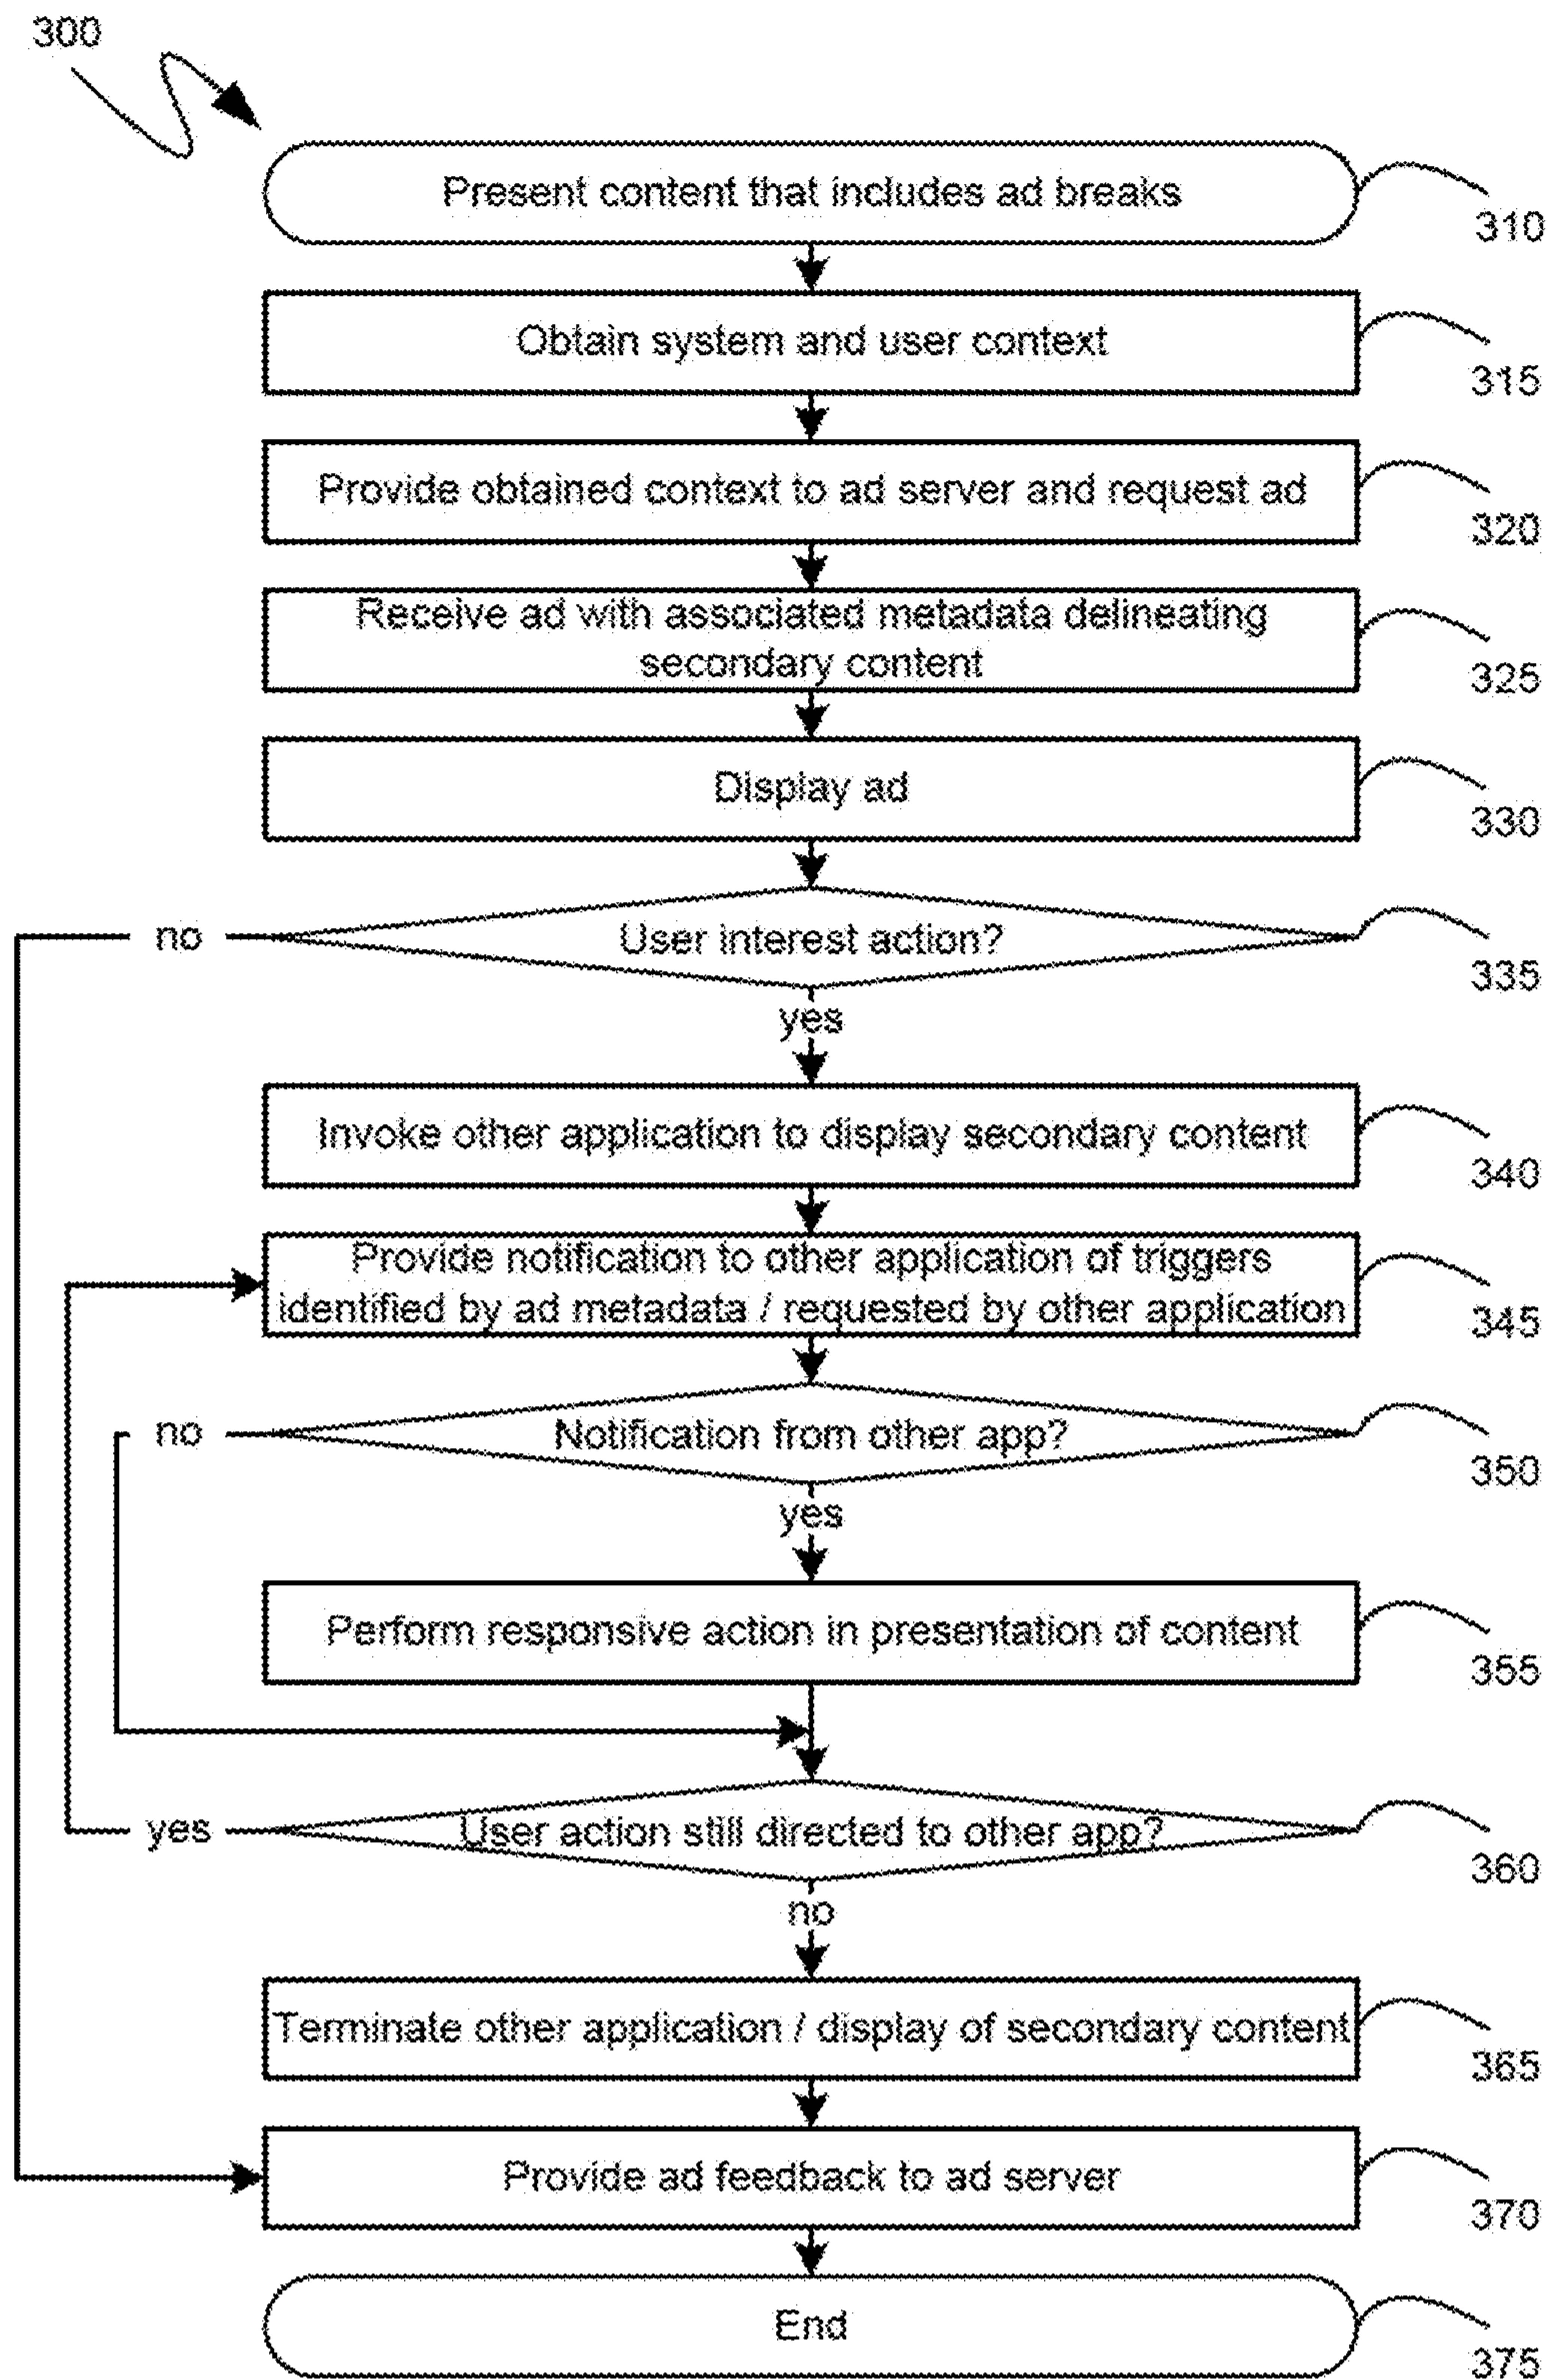 300
Present content that includes ad breaks
310
Obtain system and user context
315
Provide obtained context to ad server and request ad
320
Receive ad with associated metadata delineating
secondary content
325
Display ad
330
no
User interest action?
335
yes
Invoke other application to display secondary content
340
Provide notification to other application of triggers
identified by ad metadata / requested by other application
345
no
Notification from other app?
350
yes
Perform responsive action in presentation of content
355
yes
User action still directed to other app?
360
no
Terminate other application / display of secondary content
365
Provide ad feedback to ad server
370
End
375